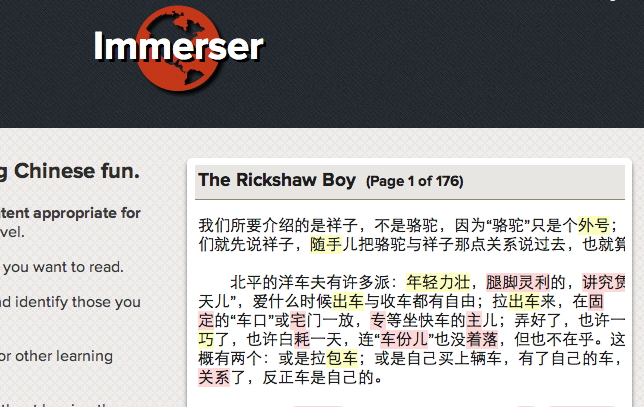 Immerser
g Chinese fun.
tent appropriate for
vel.
you want to read.
nd identify those you
or other learning
The Rickshaw Boy (Page 1 of 176)
我们所要介绍的是祥子，不是骆驼，因为“骆驼”只是个外号；
们就先说祥子，随手儿把骆驼与祥子那点关系说过去，也就算
北平的洋车夫有许多派：年轻力壮，腿脚灵利的，讲究赁
天儿”，爱什么时候出车与收车都有自由；拉出车来，在固
定的“车口”或宅门一放，专等坐快车的主儿；弄好了，也许一
巧了，也许白耗一天，连“车份儿”也没着落，但也不在乎。这
概有两个：或是拉包车；或是自己买上辆车，有了自己的车，
关系了，反正车是自己的。